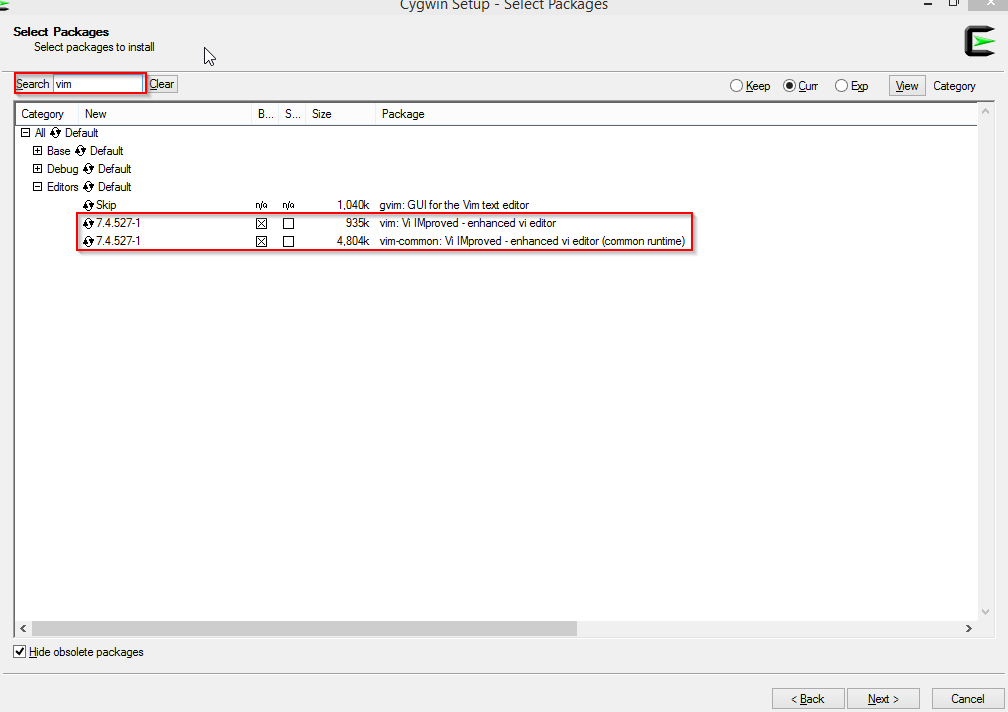 Cygwin Setup - Select Packages
Select Packages
Select packages to install
Search vim Clear Keep Curr Exp View Category
Category New B... S... Size Package
All Default
Base Default
Debug Default
Editors Default
Skip n/a n/a 1,040k gvim: GUI for the Vim text editor
7.4.527-1 935k vim: Vi IMproved - enhanced vi editor
7.4.527-1 4,804k vim-common: Vi IMproved - enhanced vi editor (common runtime)
Hide obsolete packages
< Back Next > Cancel